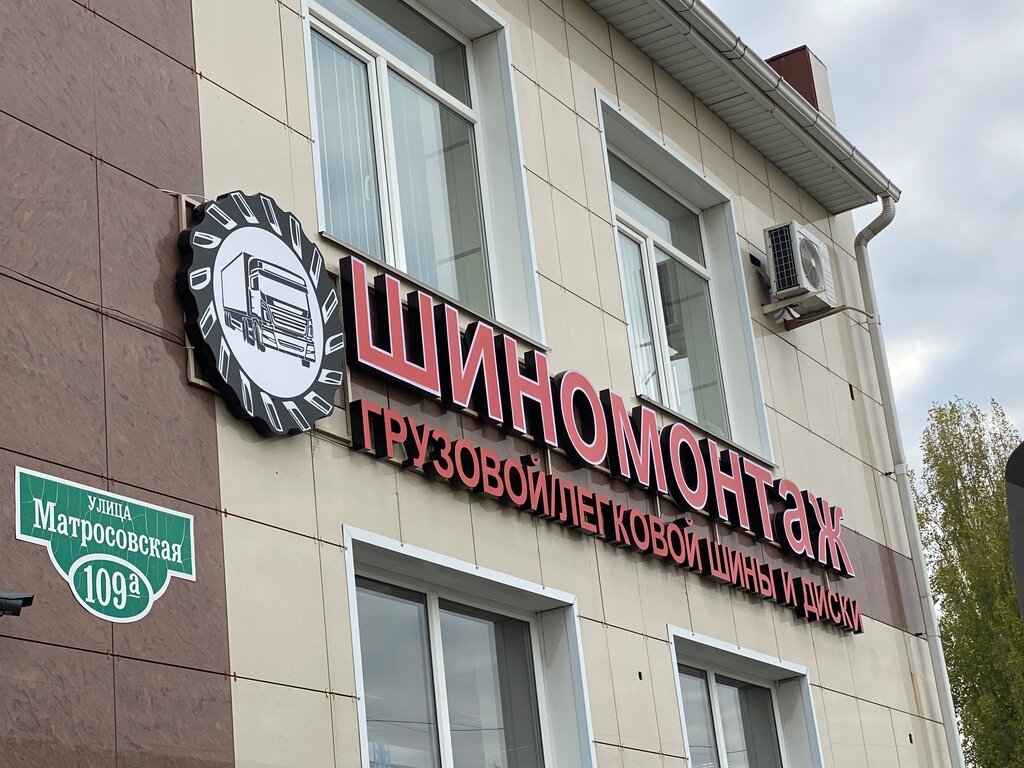 ШИНОМОНТаЖ
ГРУЗОВОЙ/ЛЕГКОВОЙ ШИНЫ И ДИСКИ
УЛИЦА
Матросовская
109а